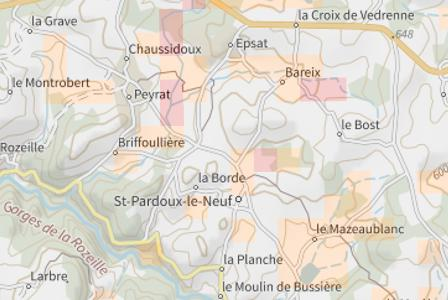 la Grave
la Croix de Vedrenne
648
Chaussidoux
Epsat
le Montrobert
Bareix
Peyrat
le Bost
Briffoullière
Rozeille
la Borde
600
St-Pardoux-le-Neuf
Gorges de la Rozeille
le Mazeaublanc
la Planche
Larbre
le Moulin de Bussière